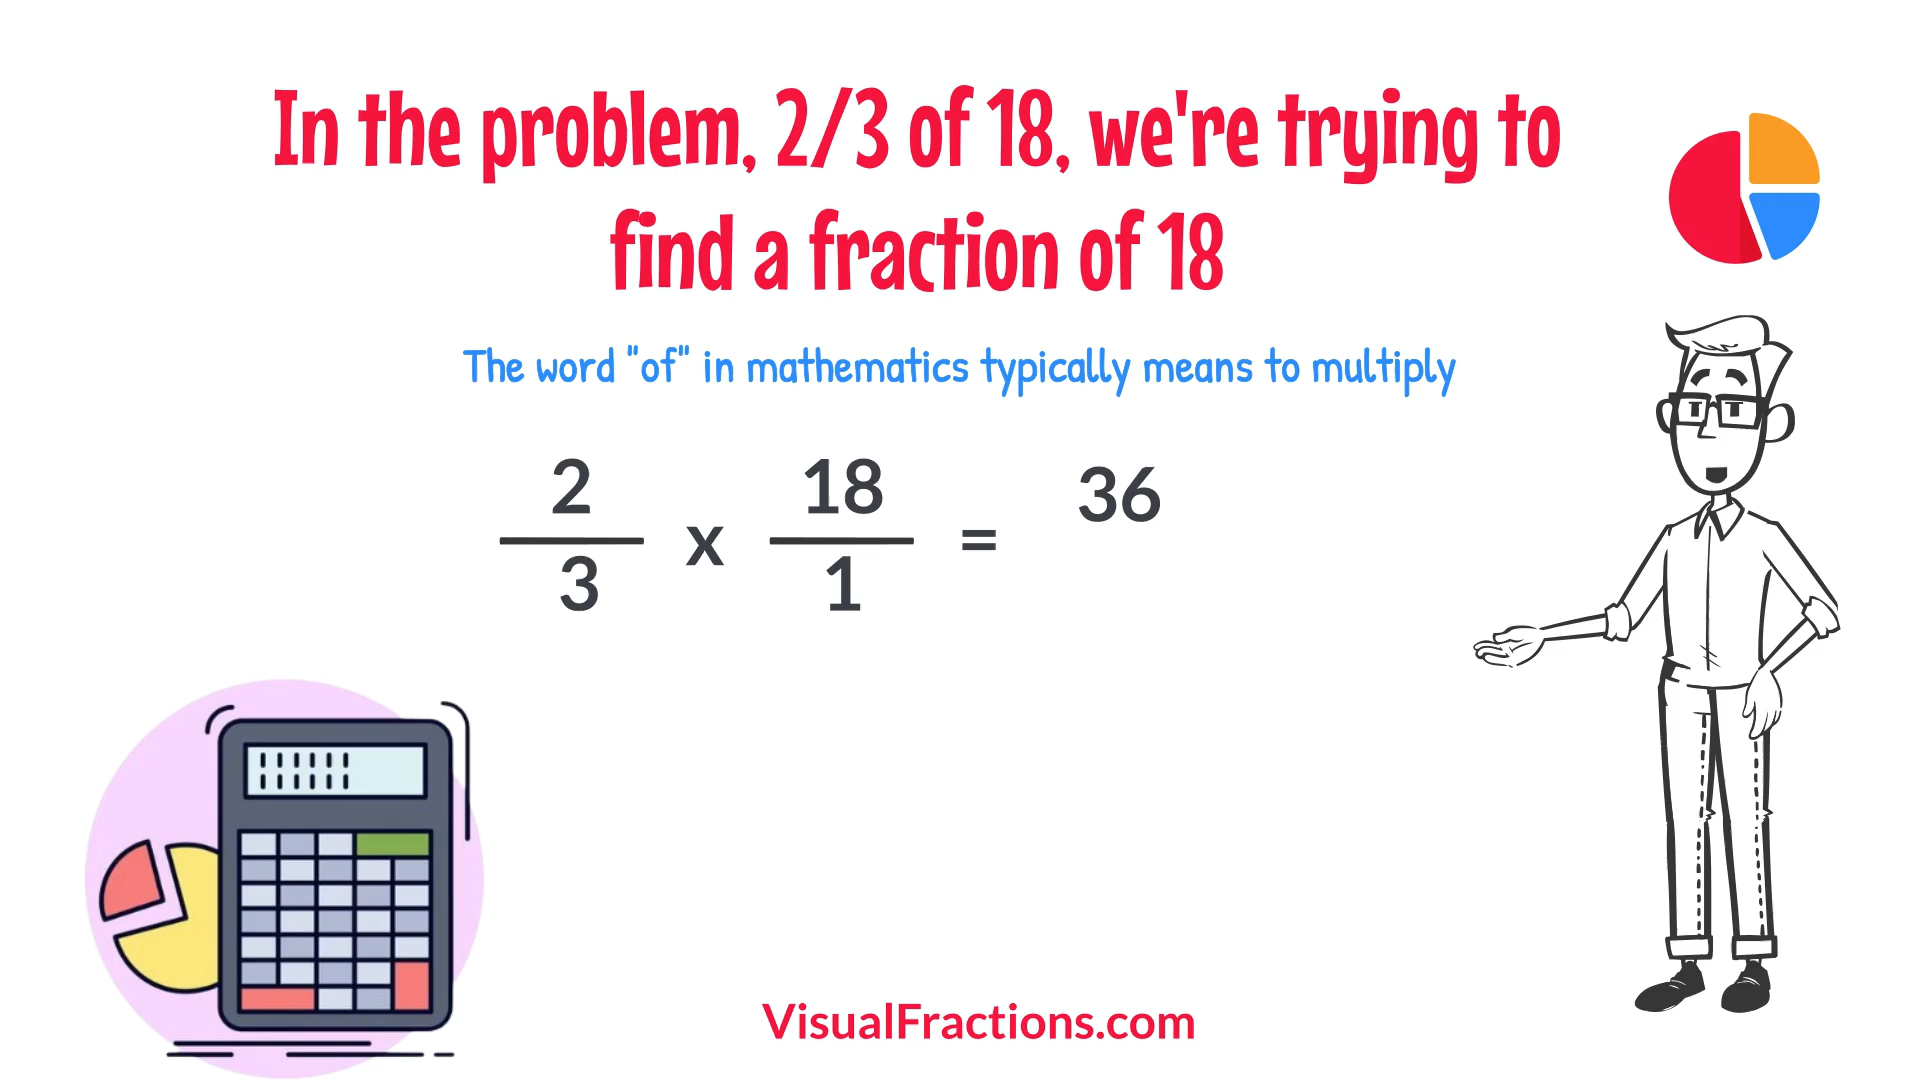 In the problem, 2/3 of 18, we're trying to
find a fraction of 18
The word "of" in mathematics typically means to multiply
2 18 36
x =
3 1
VisualFractions.com